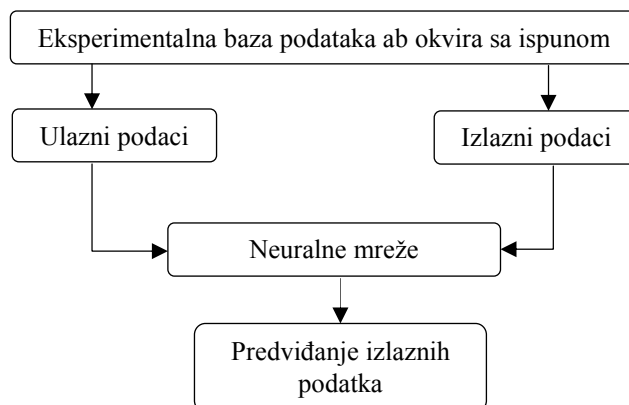 Eksperimentalna baza podataka ab okvira sa ispunom
Ulazni podaci
Izlazni podaci
Neuralne mreže
Predviđanje izlaznih
podatka